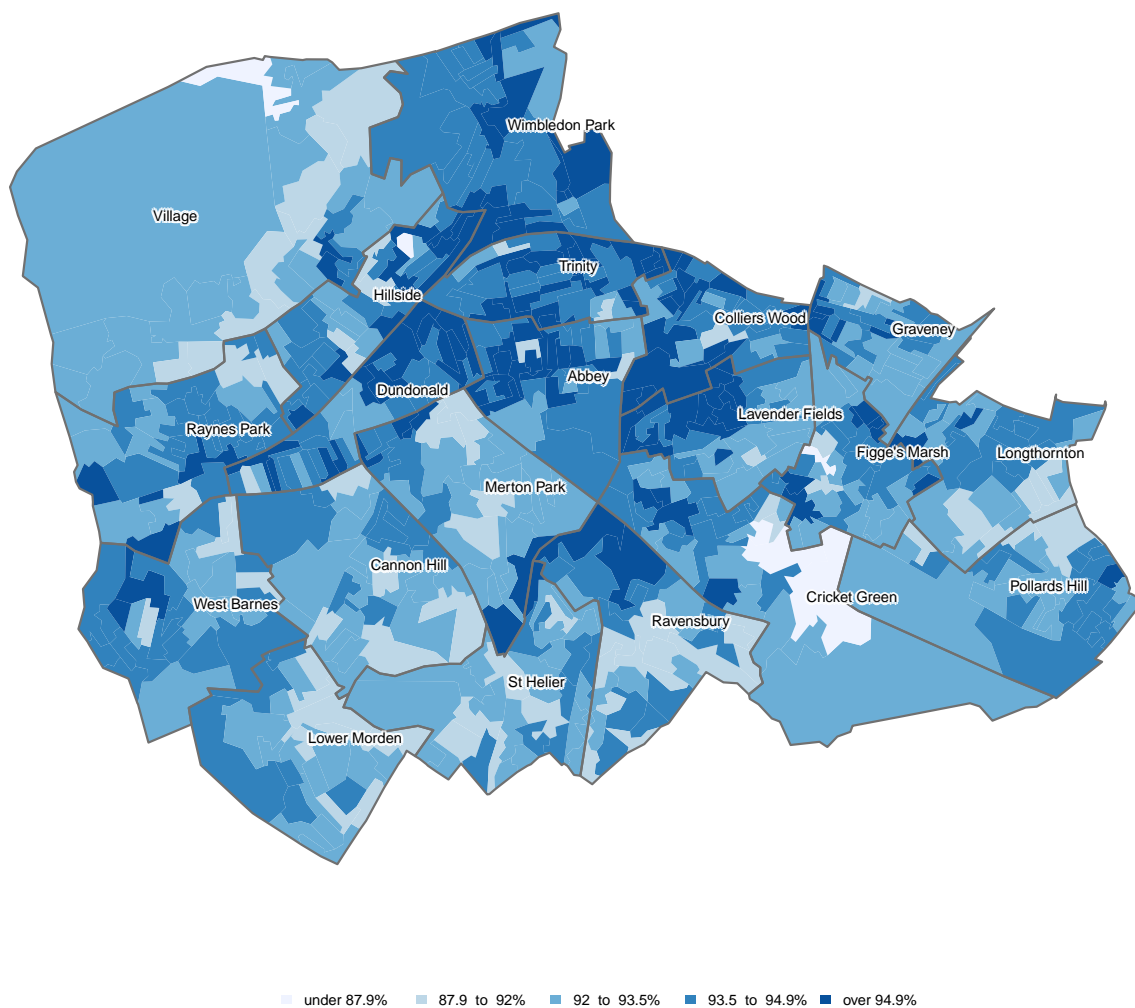 Wimbledon Park
Village
Trinity
Hillside
Colliers Wood
Graveney
Abbey
Dundonald
Lavender Fields
Raynes Park
Figge's Marsh
Longthornton
Merton Park
Cannon Hill
Pollards Hill
Cricket Green
West Barnes
Ravensbury
St Helier
Lower Morden
under 87.9% 87.9 to 92% 92 to 93.5% 93.5 to 94.9% over 94.9%